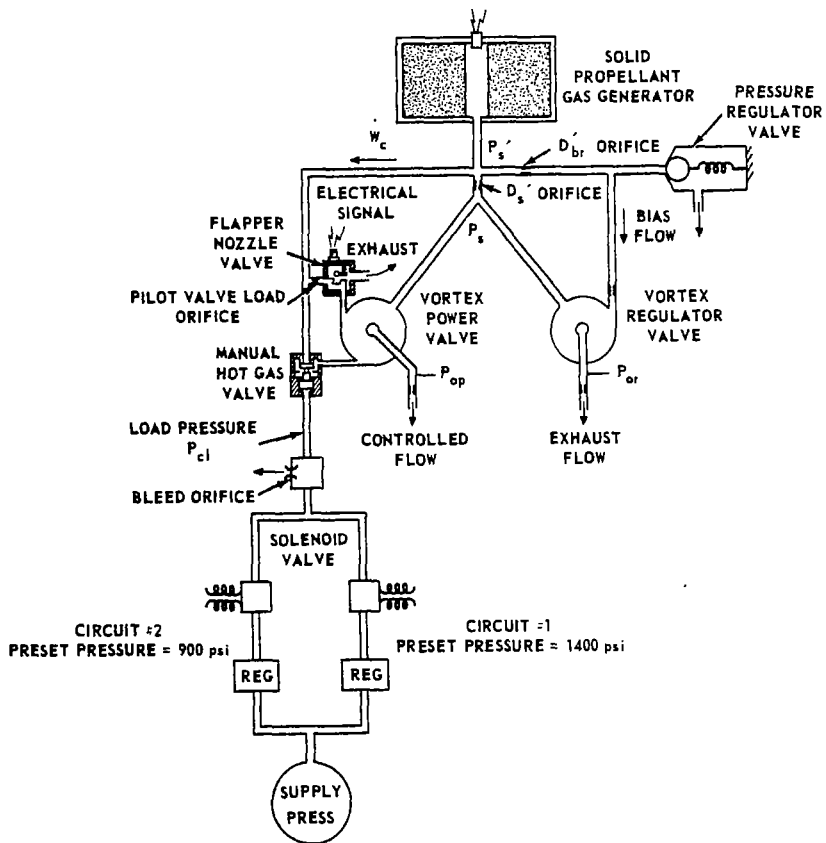 SOLID
PROPELLANT
GAS GENERATOR
PRESSURE
REGULATOR
VALVE
Ẇc
Ps'
D'br ORIFICE
ELECTRICAL
SIGNAL
Ds' ORIFICE
FLAPPER
NOZZLE
VALVE
EXHAUST
Ps
BIAS
FLOW
PILOT VALVE LOAD
ORIFICE
VORTEX
POWER
VALVE
VORTEX
REGULATOR
VALVE
MANUAL
HOT GAS
VALVE
Pop
Por
LOAD PRESSURE
Pcl
CONTROLLED
FLOW
EXHAUST
FLOW
BLEED ORIFICE
SOLENOID
VALVE
CIRCUIT #2
PRESET PRESSURE = 900 psi
CIRCUIT #1
PRESET PRESSURE = 1400 psi
REG
REG
SUPPLY
PRESS